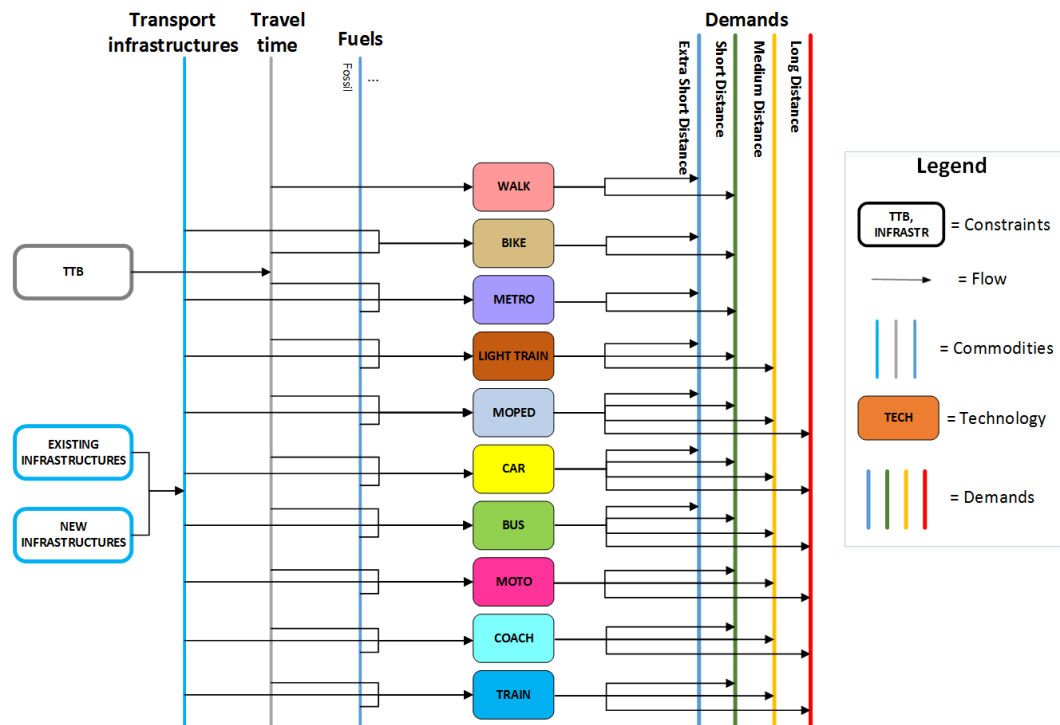 Transport
infrastructures
Travel
time
Fuels
Demands
Fossil
...
Extra Short Distance
Short Distance
Medium Distance
Long Distance
WALK
BIKE
TTB
METRO
LIGHT TRAIN
MOPED
EXISTING
INFRASTRUCTURES
CAR
NEW
INFRASTRUCTURES
BUS
MOTO
COACH
TRAIN
Legend
TTB,
INFRASTR
= Constraints
= Flow
= Commodities
TECH
= Technology
= Demands